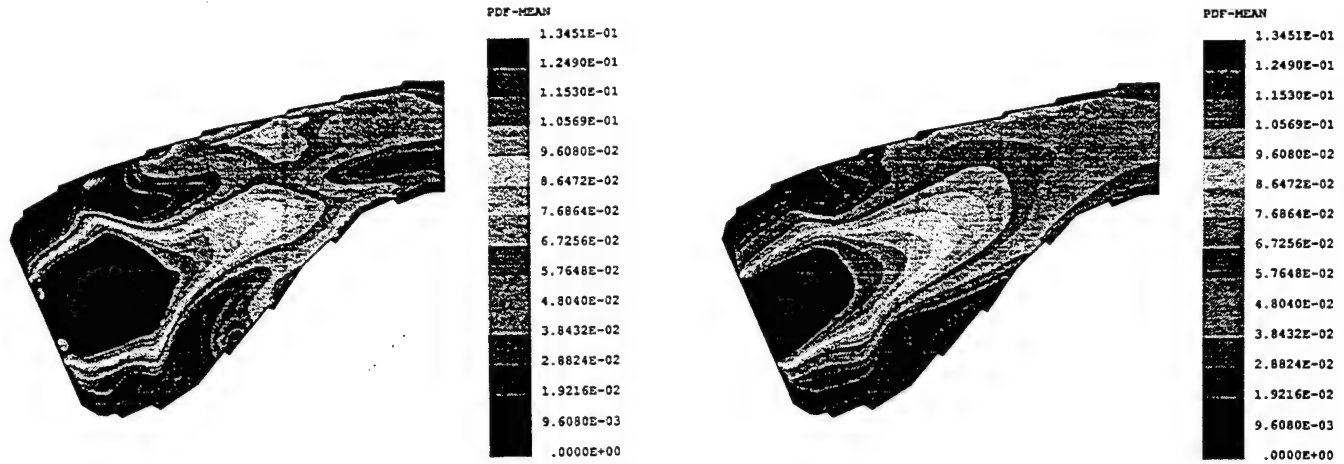 PDF-MEAN
1.3451E-01
1.2490E-01
1.1530E-01
1.0569E-01
9.6080E-02
8.6472E-02
7.6864E-02
6.7256E-02
5.7648E-02
4.8040E-02
3.8432E-02
2.8824E-02
1.9216E-02
9.6080E-03
.0000E+00
PDF-MEAN
1.3451E-01
1.2490E-01
1.1530E-01
1.0569E-01
9.6080E-02
8.6472E-02
7.6864E-02
6.7256E-02
5.7648E-02
4.8040E-02
3.8432E-02
2.8824E-02
1.9216E-02
9.6080E-03
.0000E+00